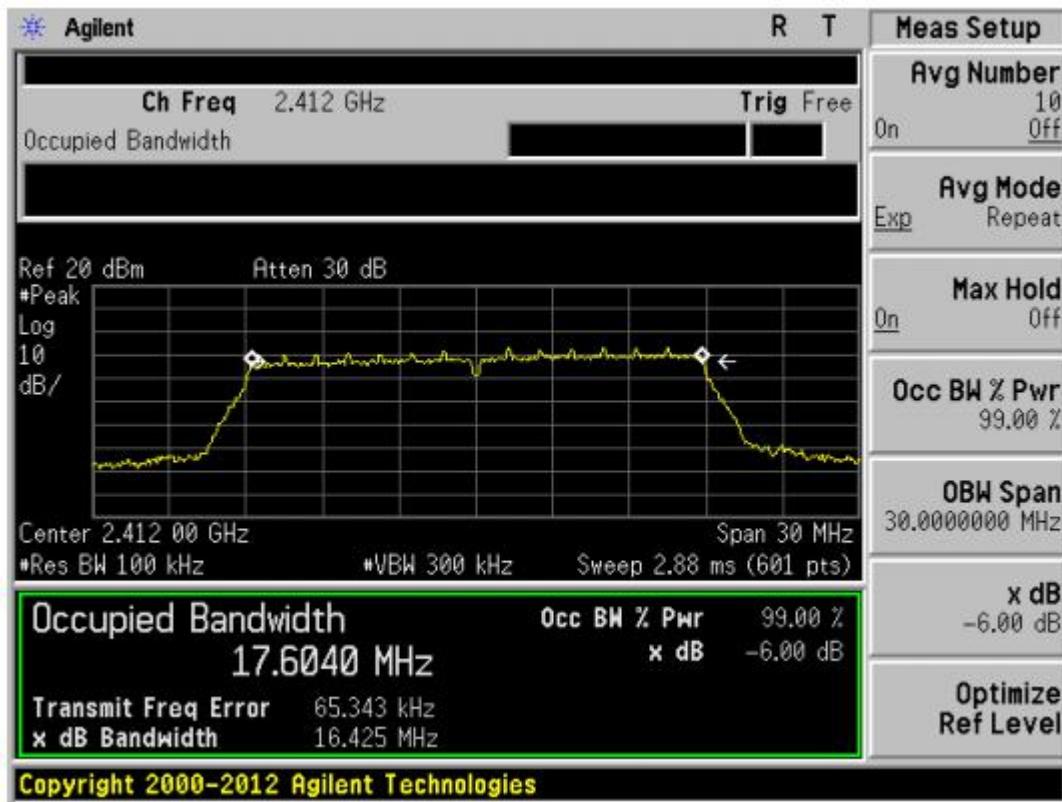 Agilent
R T
Ch Freq 2.412 GHz
Trig Free
Occupied Bandwidth
Ref 20 dBm
Atten 30 dB
#Peak
Log
10
dB/
Center 2.412 00 GHz
Span 30 MHz
#Res BW 100 kHz
#VBW 300 kHz
Sweep 2.88 ms (601 pts)
Occupied Bandwidth
17.6040 MHz
Occ BW % Pwr 99.00 %
x dB -6.00 dB
Transmit Freq Error 65.343 kHz
x dB Bandwidth 16.425 MHz
Copyright 2000-2012 Agilent Technologies
Meas Setup
Avg Number
10
On Off
Avg Mode
Exp Repeat
Max Hold
On Off
Occ BW % Pwr
99.00 %
OBW Span
30.0000000 MHz
x dB
-6.00 dB
Optimize
Ref Level